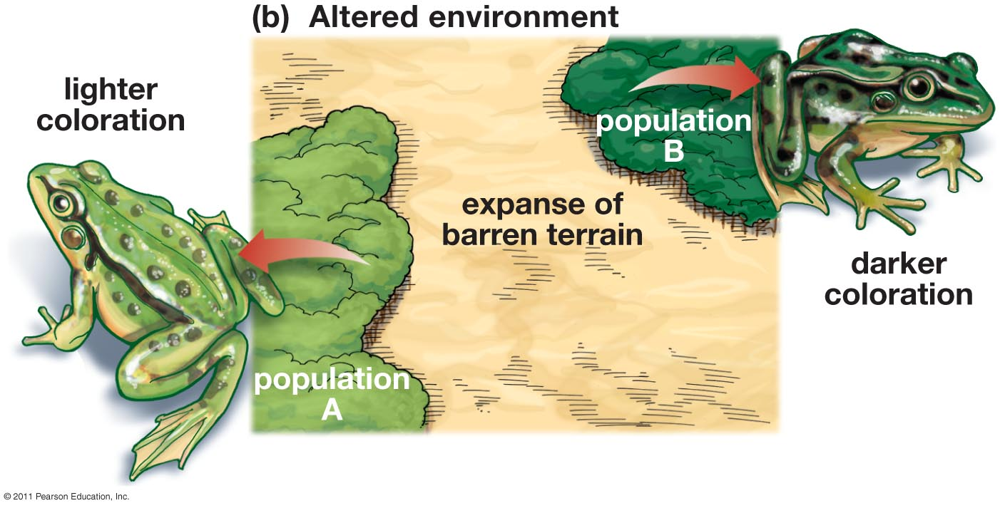 (b) Altered environment
lighter
coloration
population
B
expanse of
barren terrain
darker
coloration
population
A
© 2011 Pearson Education, Inc.